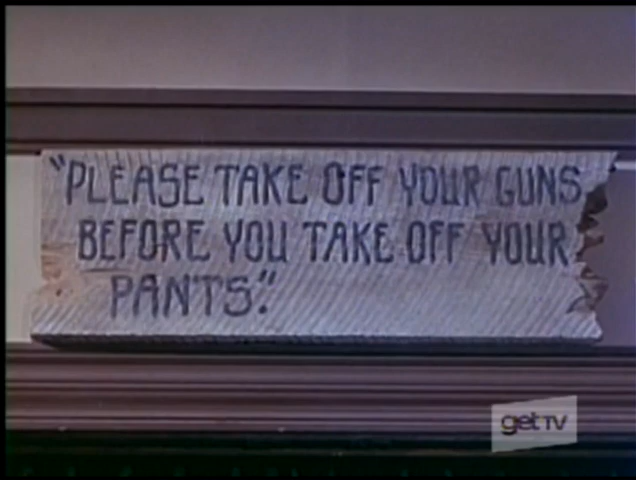 "PLEASE TAKE OFF YOUR GUNS
BEFORE YOU TAKE OFF YOUR
PANTS."
getTV